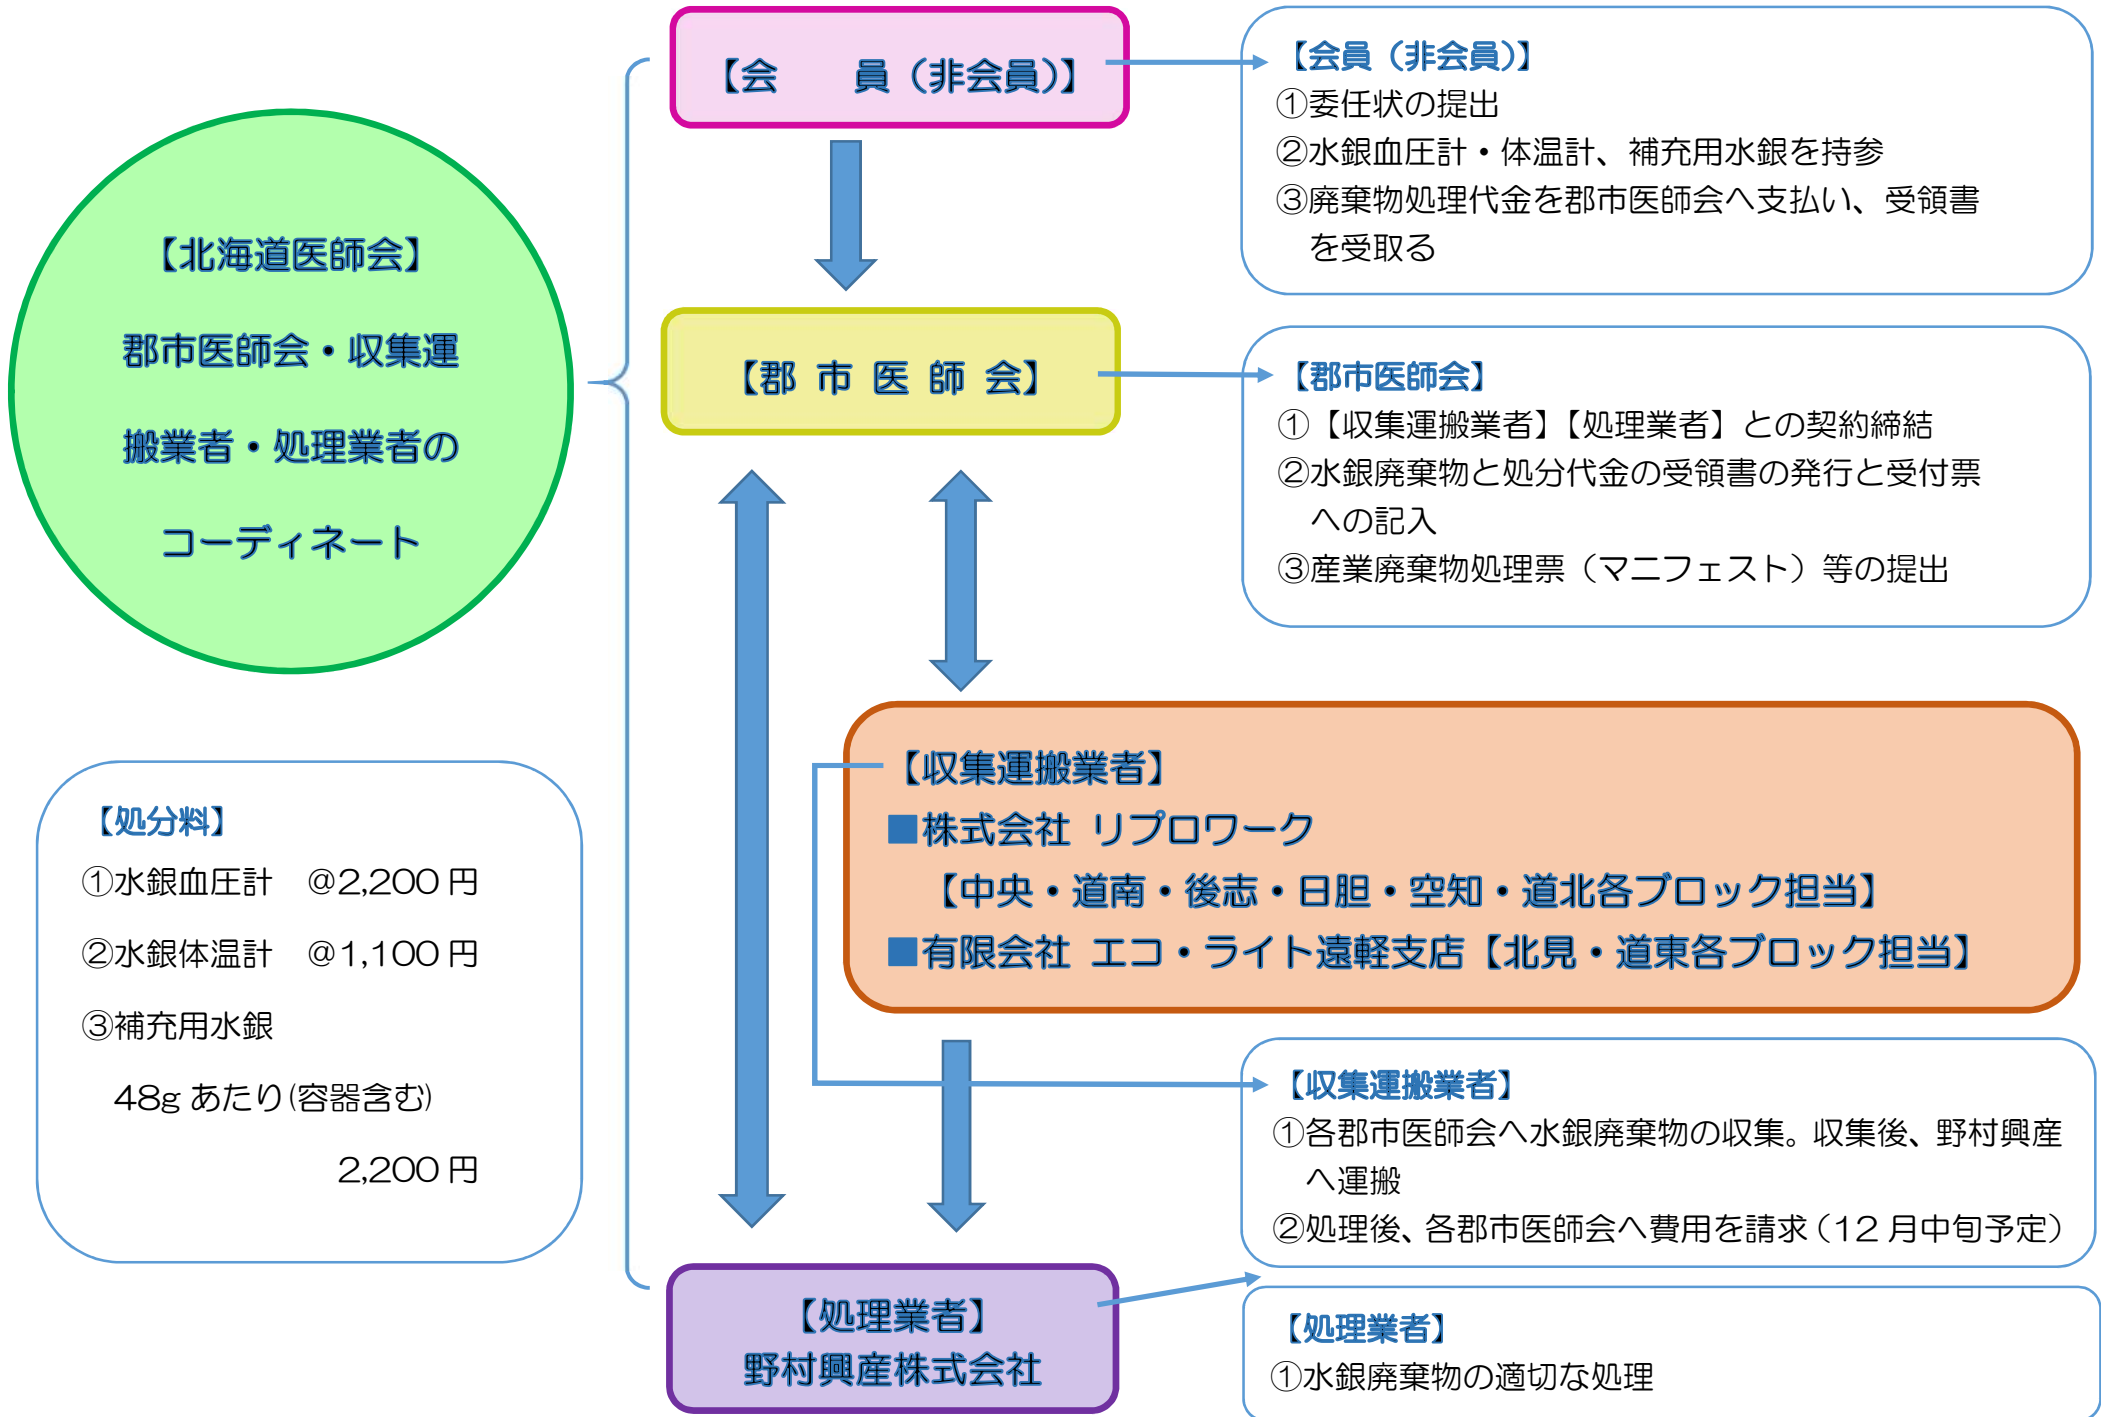 【会　　員（非会員）】
【会員（非会員）】
①委任状の提出
②水銀血圧計・体温計、補充用水銀を持参
③廃棄物処理代金を郡市医師会へ支払い、受領書
を受取る
【北海道医師会】
郡市医師会・収集運
搬業者・処理業者の
コーディネート
【郡 市 医 師 会】
【郡市医師会】
①【収集運搬業者】【処理業者】との契約締結
②水銀廃棄物と処分代金の受領書の発行と受付票
への記入
③産業廃棄物処理票（マニフェスト）等の提出
【収集運搬業者】
■株式会社 リプロワーク
【中央・道南・後志・日胆・空知・道北各ブロック担当】
■有限会社 エコ・ライト遠軽支店【北見・道東各ブロック担当】
【処分料】
①水銀血圧計　@2,200 円
②水銀体温計　@1,100 円
③補充用水銀
48g あたり(容器含む)
2,200 円
【収集運搬業者】
①各郡市医師会へ水銀廃棄物の収集。収集後、野村興産
へ運搬
②処理後、各郡市医師会へ費用を請求（12 月中旬予定）
【処理業者】
野村興産株式会社
【処理業者】
①水銀廃棄物の適切な処理